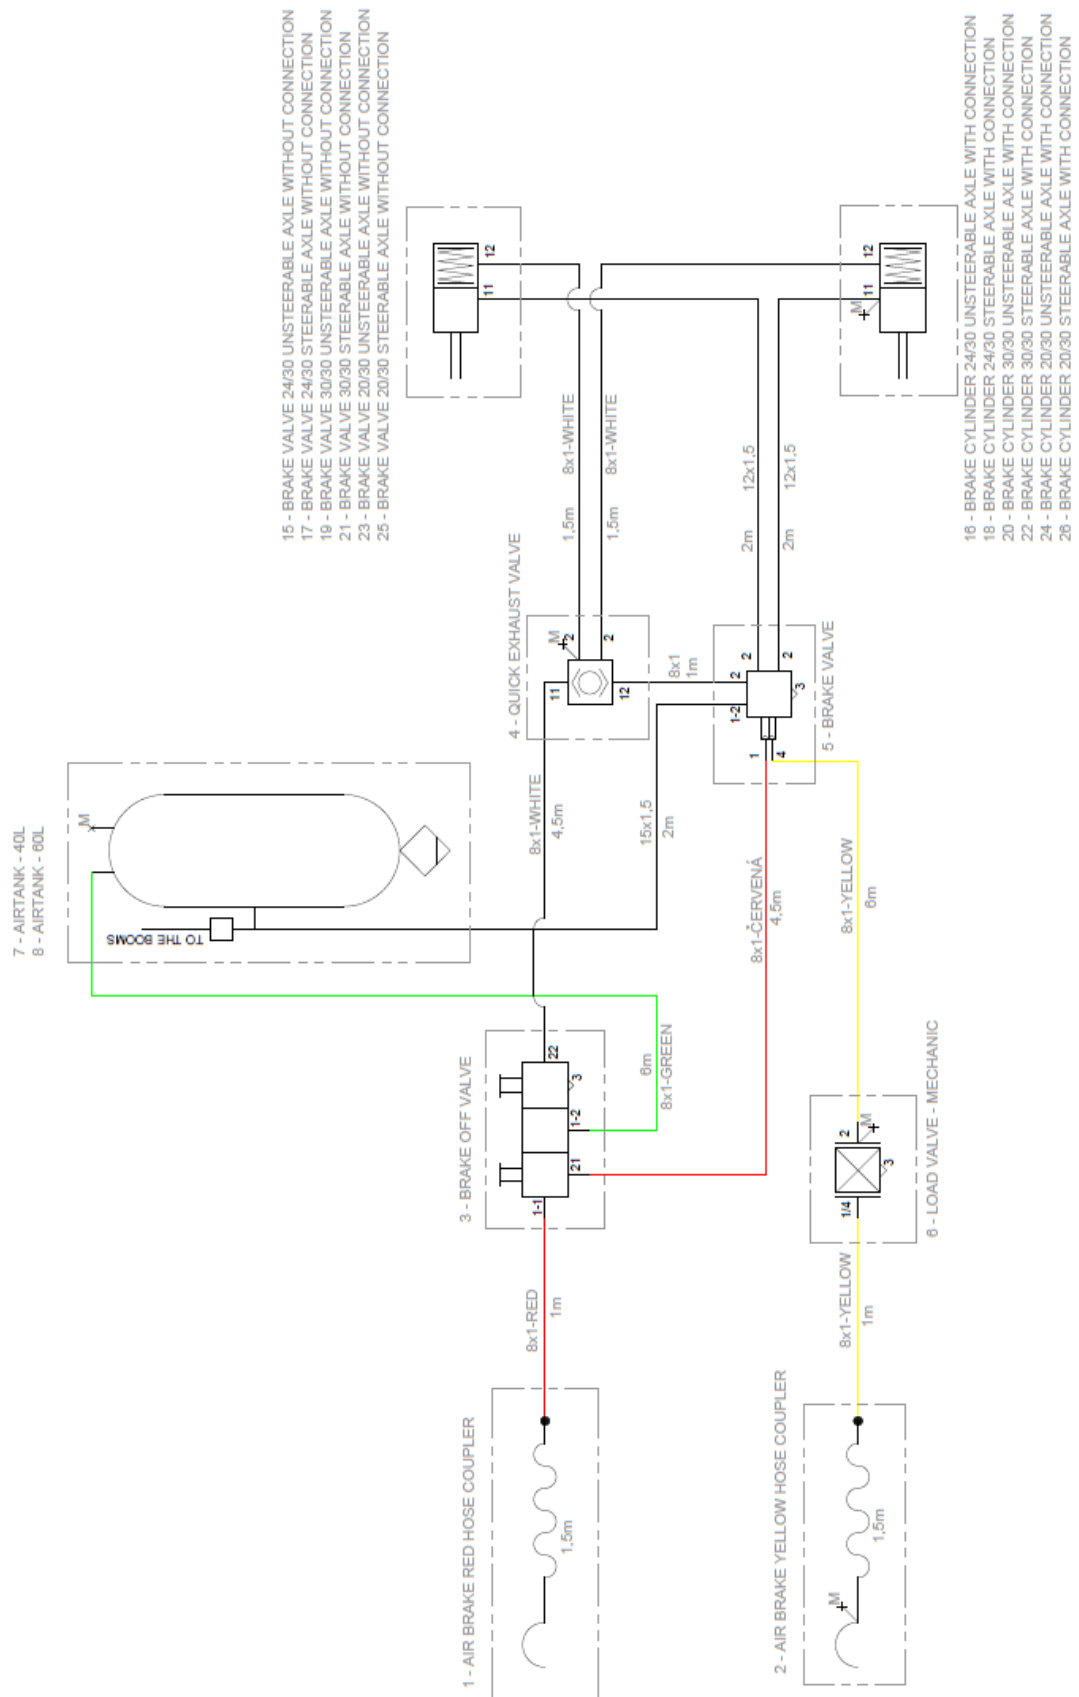 1 - AIR BRAKE RED HOSE COUPLER
1,5m
8x1-RED
1m
3 - BRAKE OFF VALVE
1-1
21
1-2
22
3
6m
8x1-GREEN
7 - AIRTANK - 40L
8 - AIRTANK - 60L
M
TO THE BOOMS
8x1-WHITE
4,5m
15x1,5
2m
8x1-ČERVENÁ
4,5m
4 - QUICK EXHAUST VALVE
11
12
M
2
2
8x1
1m
5 - BRAKE VALVE
1
4
1-2
2
2
2
3
1,5m
8x1-WHITE
1,5m
8x1-WHITE
2m
12x1,5
2m
12x1,5
15 - BRAKE VALVE 24/30 UNSTEERABLE AXLE WITHOUT CONNECTION
17 - BRAKE VALVE 24/30 STEERABLE AXLE WITHOUT CONNECTION
19 - BRAKE VALVE 30/30 UNSTEERABLE AXLE WITHOUT CONNECTION
21 - BRAKE VALVE 30/30 STEERABLE AXLE WITHOUT CONNECTION
23 - BRAKE VALVE 20/30 UNSTEERABLE AXLE WITHOUT CONNECTION
25 - BRAKE VALVE 20/30 STEERABLE AXLE WITHOUT CONNECTION
11
12
2 - AIR BRAKE YELLOW HOSE COUPLER
M
1,5m
8x1-YELLOW
1m
6 - LOAD VALVE - MECHANIC
1/4
2
M
3
8x1-YELLOW
6m
M
11
12
16 - BRAKE CYLINDER 24/30 UNSTEERABLE AXLE WITH CONNECTION
18 - BRAKE CYLINDER 24/30 STEERABLE AXLE WITH CONNECTION
20 - BRAKE CYLINDER 30/30 UNSTEERABLE AXLE WITH CONNECTION
22 - BRAKE CYLINDER 30/30 STEERABLE AXLE WITH CONNECTION
24 - BRAKE CYLINDER 20/30 UNSTEERABLE AXLE WITH CONNECTION
26 - BRAKE CYLINDER 20/30 STEERABLE AXLE WITH CONNECTION